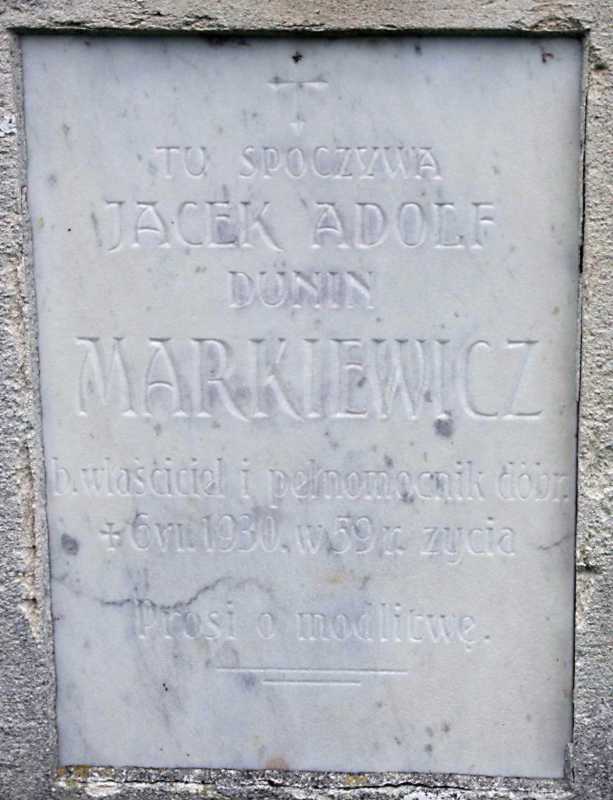 TU SPOCZYWA
JACEK ADOLF
DUNIN
MARKIEWICZ
b. właściciel i pełnomocnik dóbr.
+ 6 VII. 1930. w 59 r. życia
Prosi o modlitwę.